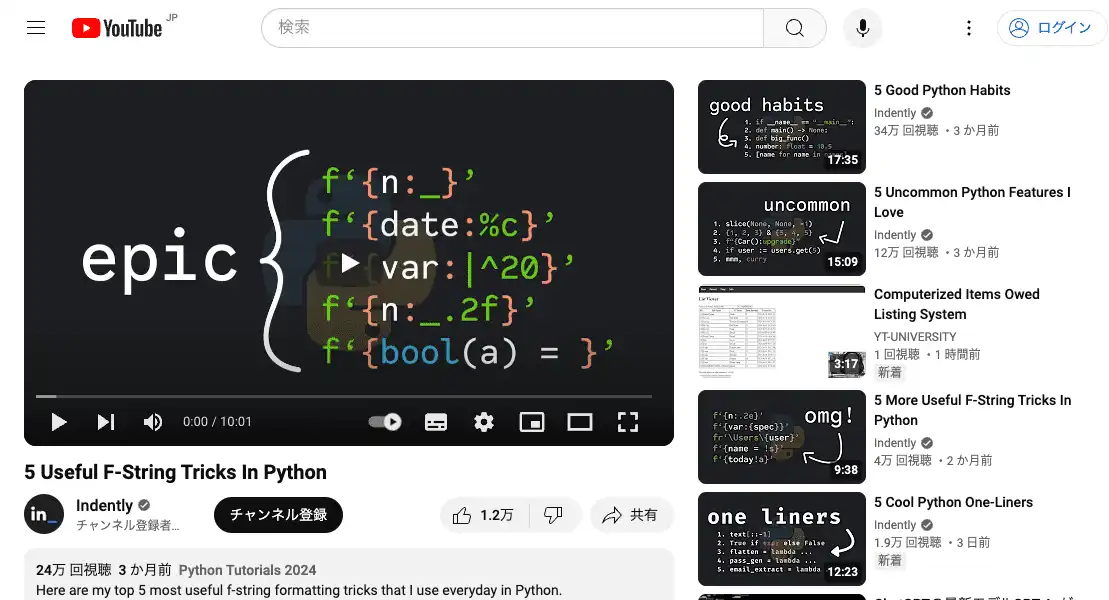 YouTube JP
検索
ログイン
epic
f‘{n:_}’
f‘{date:%c}’
f‘{var:|^20}’
f‘{n:_.2f}’
f‘{bool(a) = }’
0:00 / 10:01
5 Useful F-String Tricks In Python
in_
Indently
チャンネル登録者...
チャンネル登録
1.2万
共有
24万 回視聴 3 か月前 Python Tutorials 2024
Here are my top 5 most useful f-string formatting tricks that I use everyday in Python.
good habits
1. if __name__ == "__main__":
2. def main() -> None:
3. def big_func()
4. number: float = 10.5
5. [name for name in
17:35
5 Good Python Habits
Indently
34万 回視聴 ・3 か月前
uncommon
1. slice(None, None, -1)
2. {1, 2, 3} & {3, 4, 5}
3. f"{Car():upgrade}"
4. if user := users.get(5)
5. mmm, curry
15:09
5 Uncommon Python Features I
Love
Indently
12万 回視聴 ・3 か月前
3:17
Computerized Items Owed
Listing System
YT-UNIVERSITY
1 回視聴 ・1 時間前
新着
omg!
f‘{n:.2e}’
f‘{var:{spec}}’
fr‘\Users\{user}’
f‘{name = !s}’
f‘{today!a}’
9:38
5 More Useful F-String Tricks In
Python
Indently
4万 回視聴 ・2 か月前
one liners
1. text[::-1]
2. True if expr else False
3. flatten = lambda ...
4. pass_gen = lambda ...
5. email_extract = lambda
12:23
5 Cool Python One-Liners
Indently
1.9万 回視聴 ・3 日前
新着